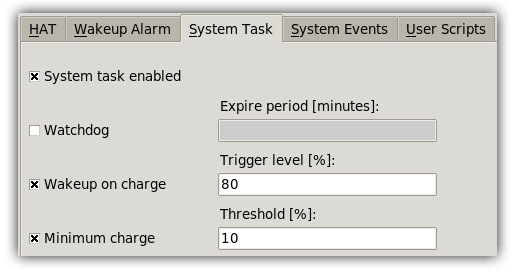 HAT Wakeup Alarm System Task System Events User Scripts
System task enabled
Expire period [minutes]:
Watchdog
Trigger level [%]:
Wakeup on charge 80
Threshold [%]:
Minimum charge 10